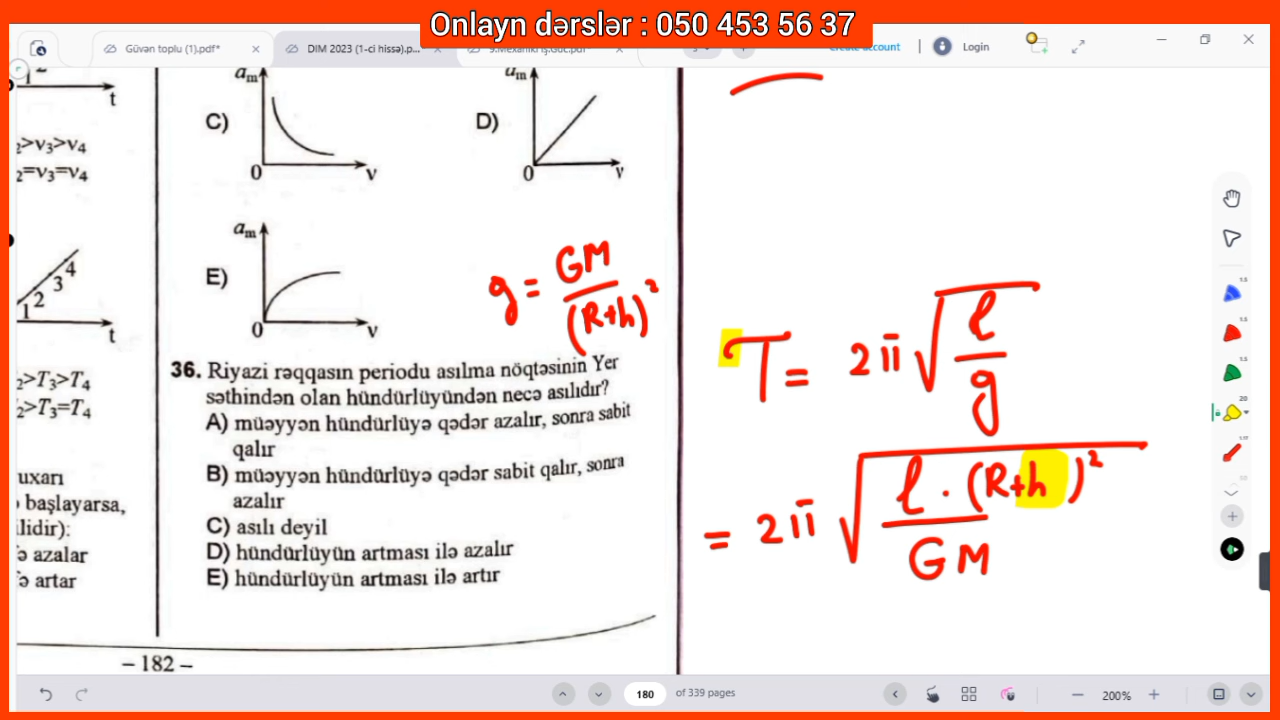 Onlayn dərslər : 050 453 56 37
Güvən toplu (1).pdf*
DIM 2023 (1-ci hissə).p...
9.Mexaniki iş.Güc.pdf*
Create account
Login
t
2>v3>v4
2=v3=v4
1 2 3 4
t
2>T3>T4
2>T3=T4
uxarı
başlayarsa,
lidir):
ə azalar
ə artar
C) am 0 v
D) am 0 v
E) am 0 v
g = GM / (R+h)²
36. Riyazi rəqqasın periodu asılma nöqtəsinin Yer
səthindən olan hündürlüyündən necə asılıdır?
A) müəyyən hündürlüyə qədər azalır, sonra sabit
qalır
B) müəyyən hündürlüyə qədər sabit qalır, sonra
azalır
C) asılı deyil
D) hündürlüyün artması ilə azalır
E) hündürlüyün artması ilə artır
– 182 –
T = 2π √(l / g)
= 2π √(l · (R+h)² / GM)
180 of 339 pages
200%